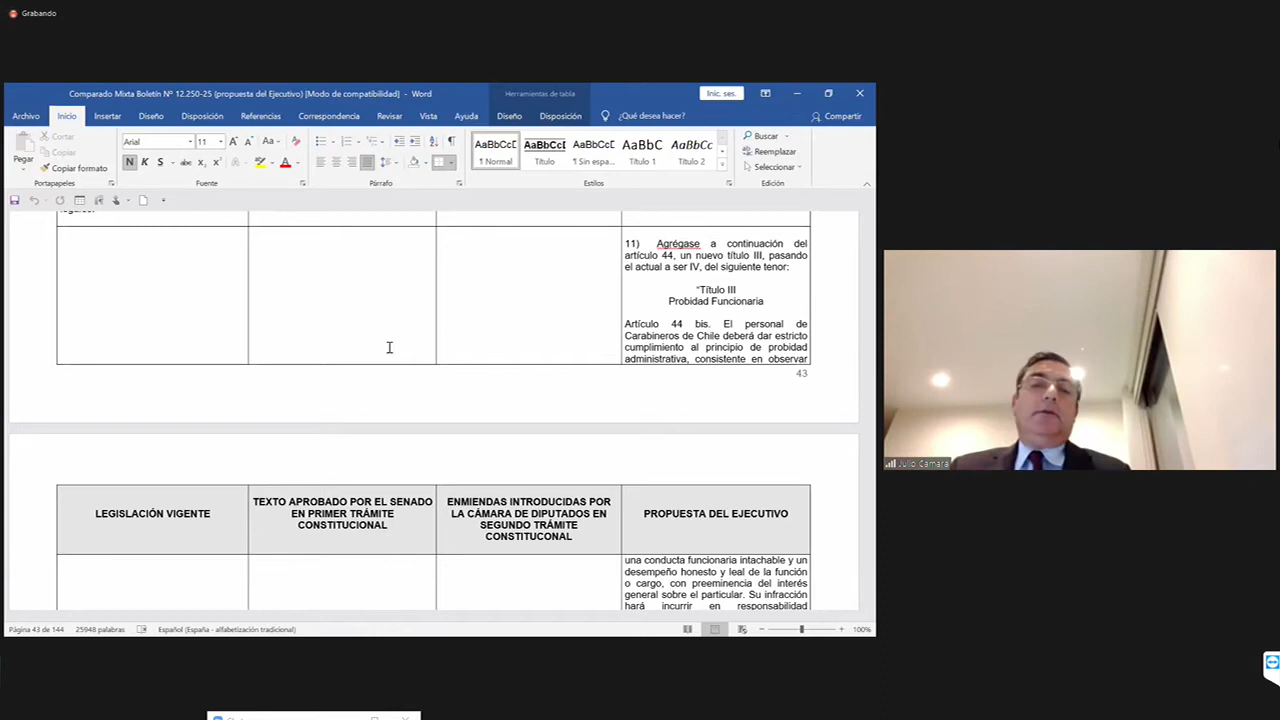 Grabando
Comparado Mixta Boletín Nº 12.250-25 (propuesta del Ejecutivo) [Modo de compatibilidad] - Word
Herramientas de tabla
Inic. ses.
Archivo Inicio Insertar Diseño Disposición Referencias Correspondencia Revisar Vista Ayuda Diseño Disposición ¿Qué desea hacer? Compartir
Pegar
Cortar
Copiar
Copiar formato
Portapapeles
Arial 11
N K S abc x₂ x²
Fuente
Párrafo
AaBbCcD AaBbCcD AaBbCcD AaBbC AaBbCc
¶ Normal Título ¶ Sin espa... Título 1 Título 2
Estilos
Buscar
Reemplazar
Seleccionar
Edición
11) Agrégase a continuación del
artículo 44, un nuevo título III, pasando
el actual a ser IV, del siguiente tenor:
"Título III
Probidad Funcionaria
Artículo 44 bis. El personal de
Carabineros de Chile deberá dar estricto
cumplimiento al principio de probidad
administrativa, consistente en observar
43
LEGISLACIÓN VIGENTE
TEXTO APROBADO POR EL SENADO
EN PRIMER TRÁMITE
CONSTITUCIONAL
ENMIENDAS INTRODUCIDAS POR
LA CÁMARA DE DIPUTADOS EN
SEGUNDO TRÁMITE
CONSTITUCONAL
PROPUESTA DEL EJECUTIVO
una conducta funcionaria intachable y un
desempeño honesto y leal de la función
o cargo, con preeminencia del interés
general sobre el particular. Su infracción
hará incurrir en responsabilidad
Página 43 de 144 25948 palabras Español (España - alfabetización tradicional) 100%
Julio Camara